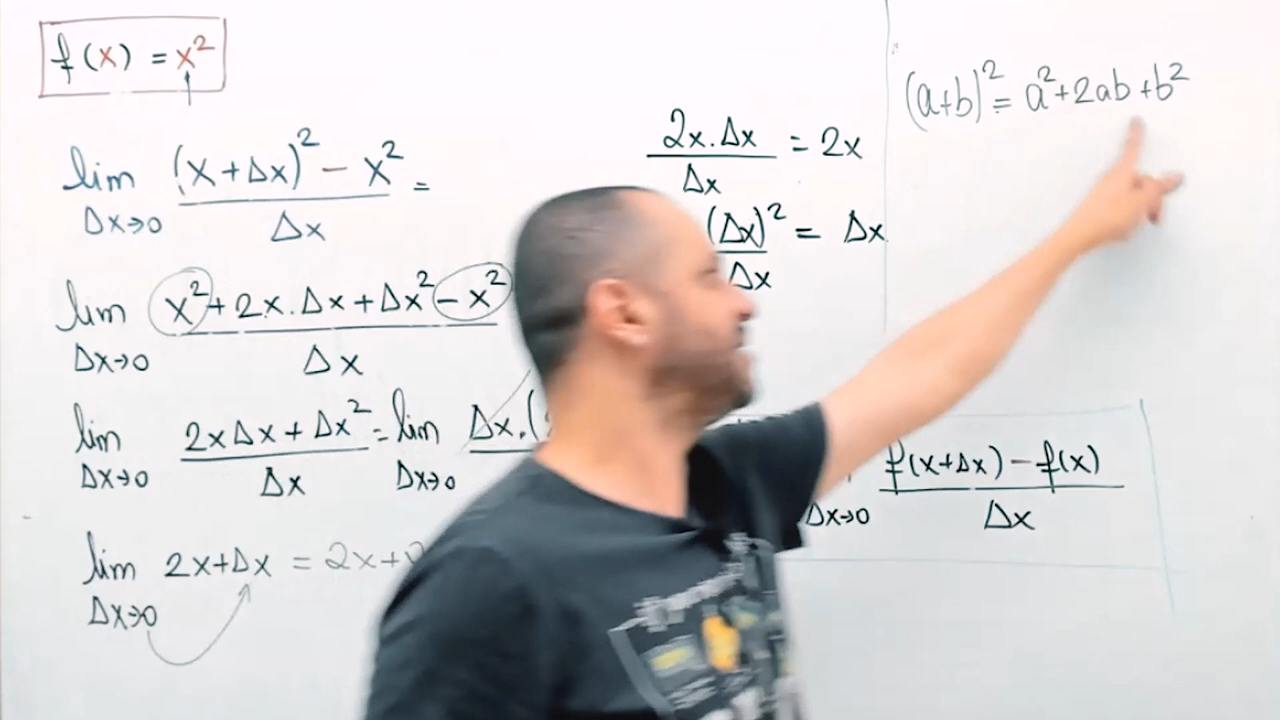 f(x) = x²
lim (x+Δx)² - x² =
Δx→0 Δx
lim x² + 2x.Δx + Δx² - x²
Δx→0 Δx
lim 2xΔx + Δx² = lim Δx.(
Δx→0 Δx Δx→0
lim 2x+Δx = 2x+
Δx→0
2x.Δx = 2x
Δx
(Δx)² = Δx
Δx
(a+b)² = a²+2ab+b²
f(x+Δx) - f(x)
Δx→0 Δx